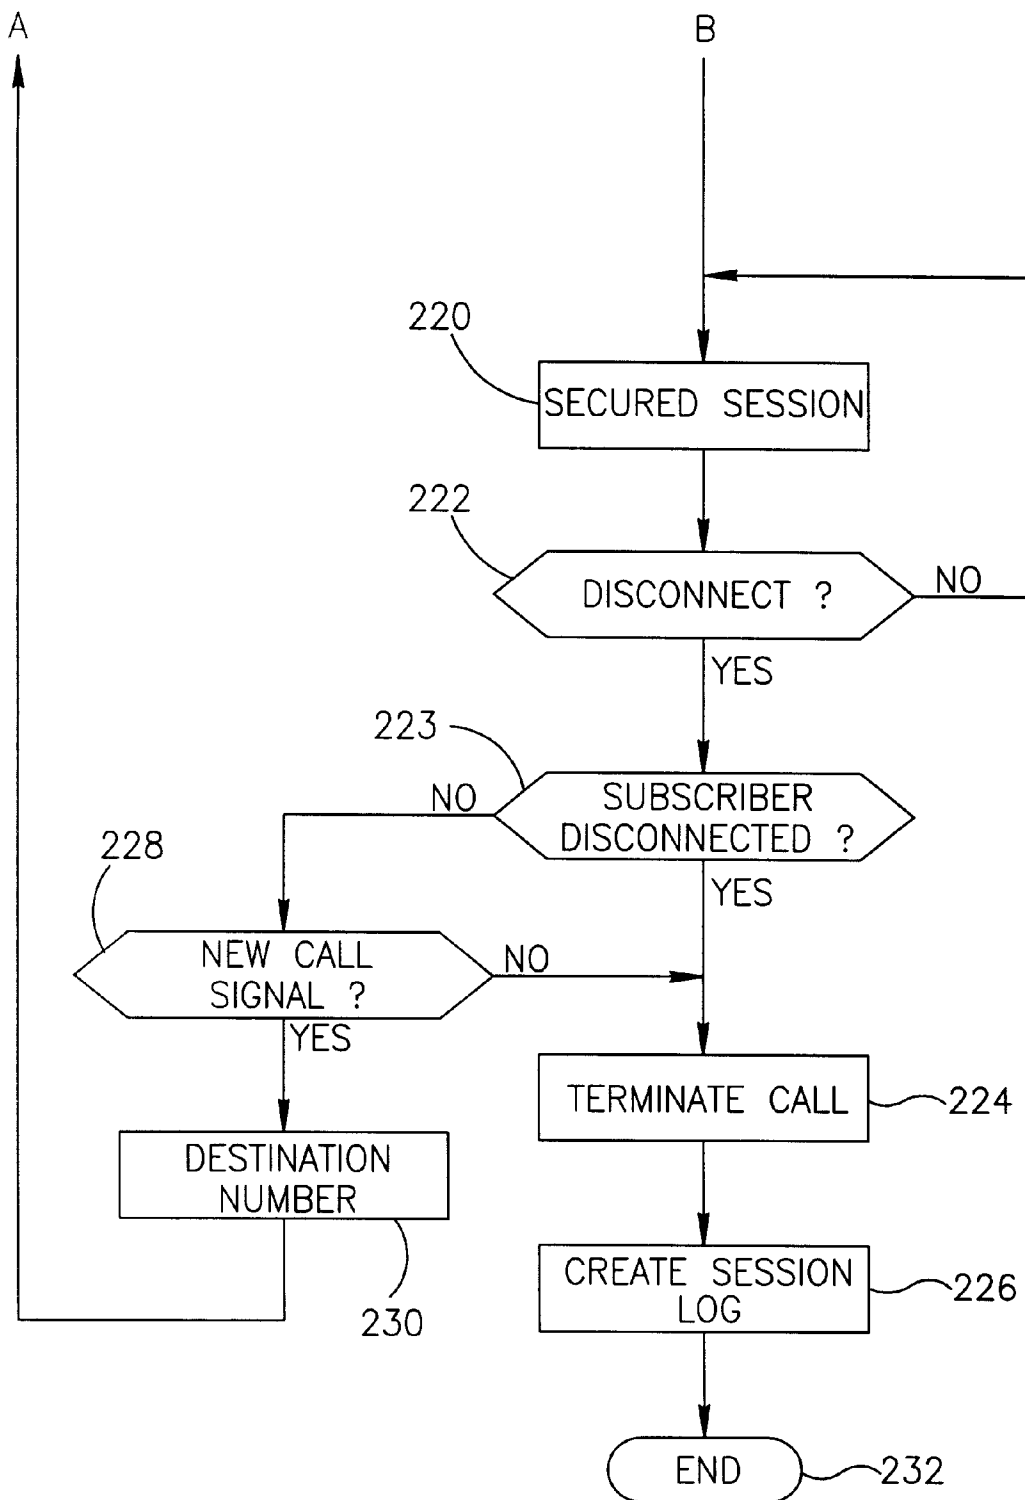 A
B
220
SECURED SESSION
222
DISCONNECT ?
NO
YES
223
NO
SUBSCRIBER
DISCONNECTED ?
YES
228
NEW CALL
SIGNAL ?
NO
YES
TERMINATE CALL
224
DESTINATION
NUMBER
230
CREATE SESSION
LOG
226
END
232